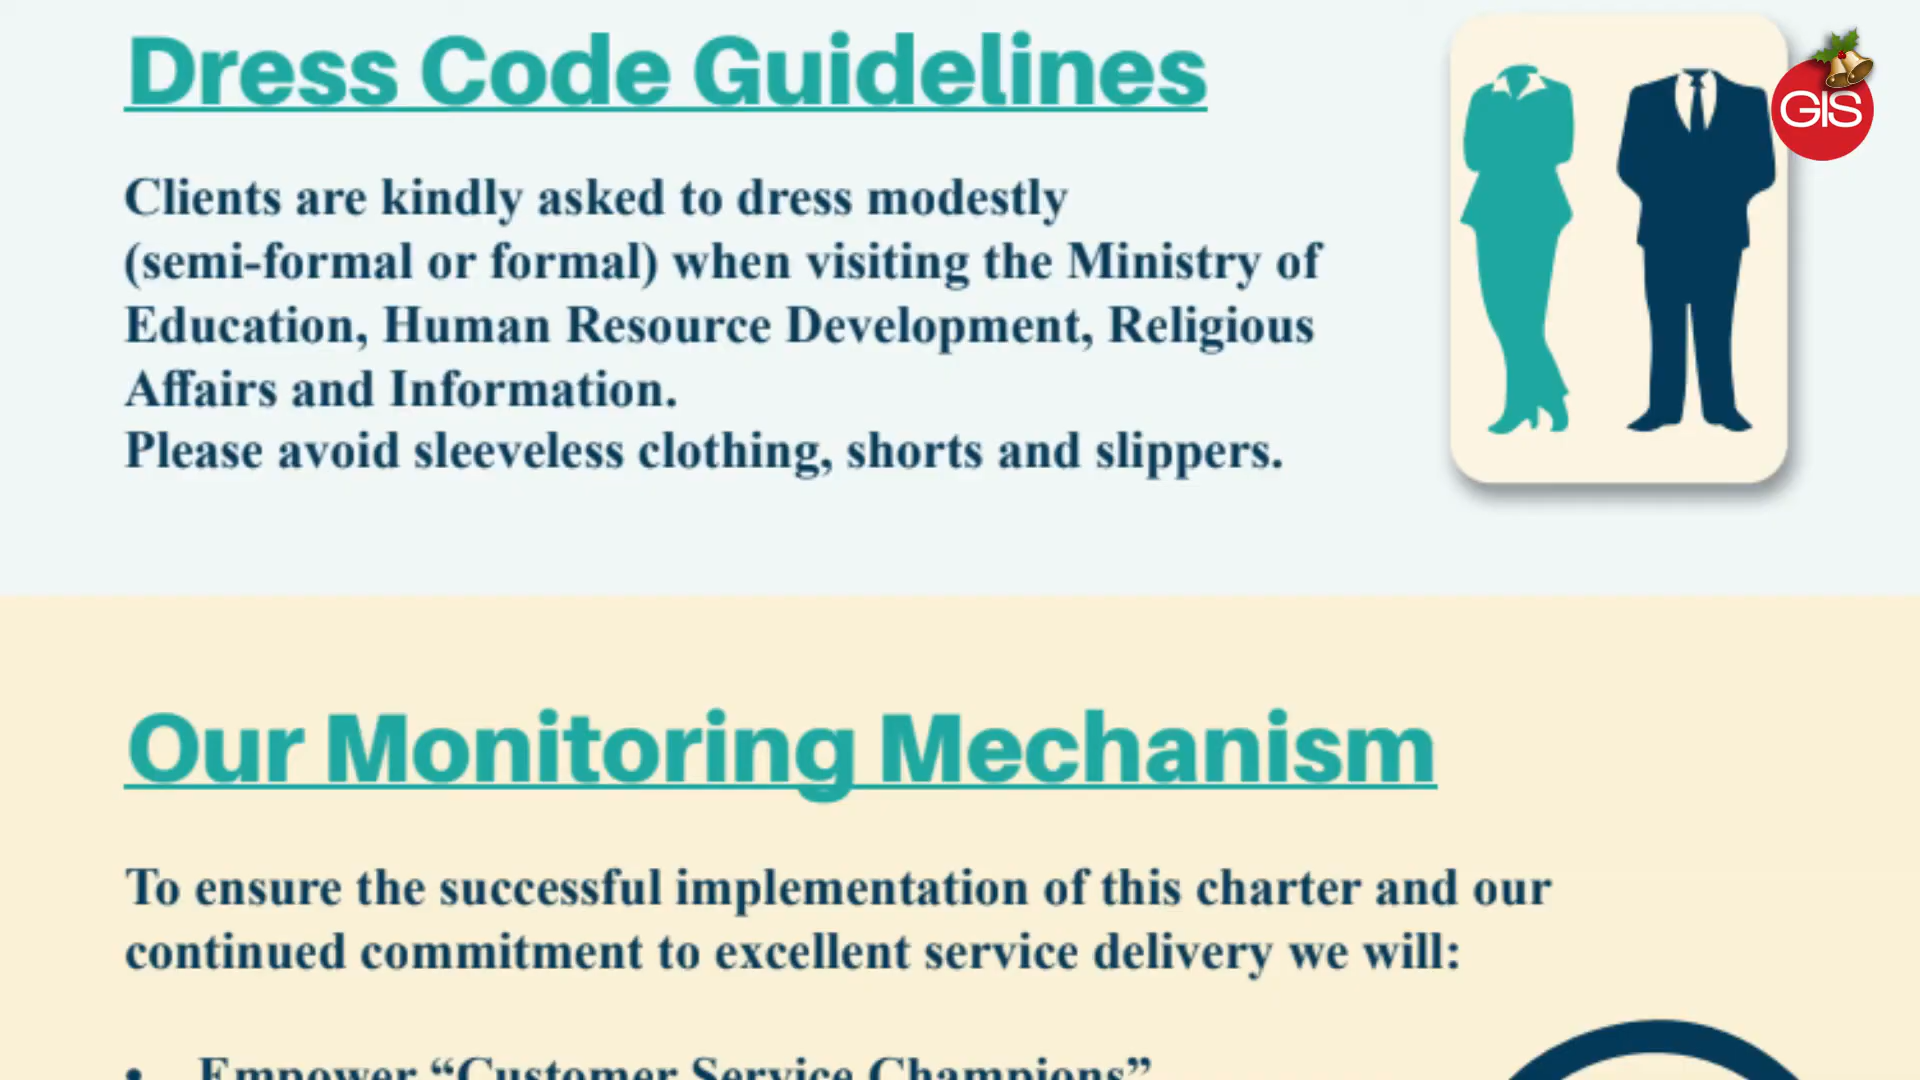 Dress Code Guidelines
GIS
Clients are kindly asked to dress modestly
(semi-formal or formal) when visiting the Ministry of
Education, Human Resource Development, Religious
Affairs and Information.
Please avoid sleeveless clothing, shorts and slippers.
Our Monitoring Mechanism
To ensure the successful implementation of this charter and our
continued commitment to excellent service delivery we will:
• Empower “Customer Service Champions”